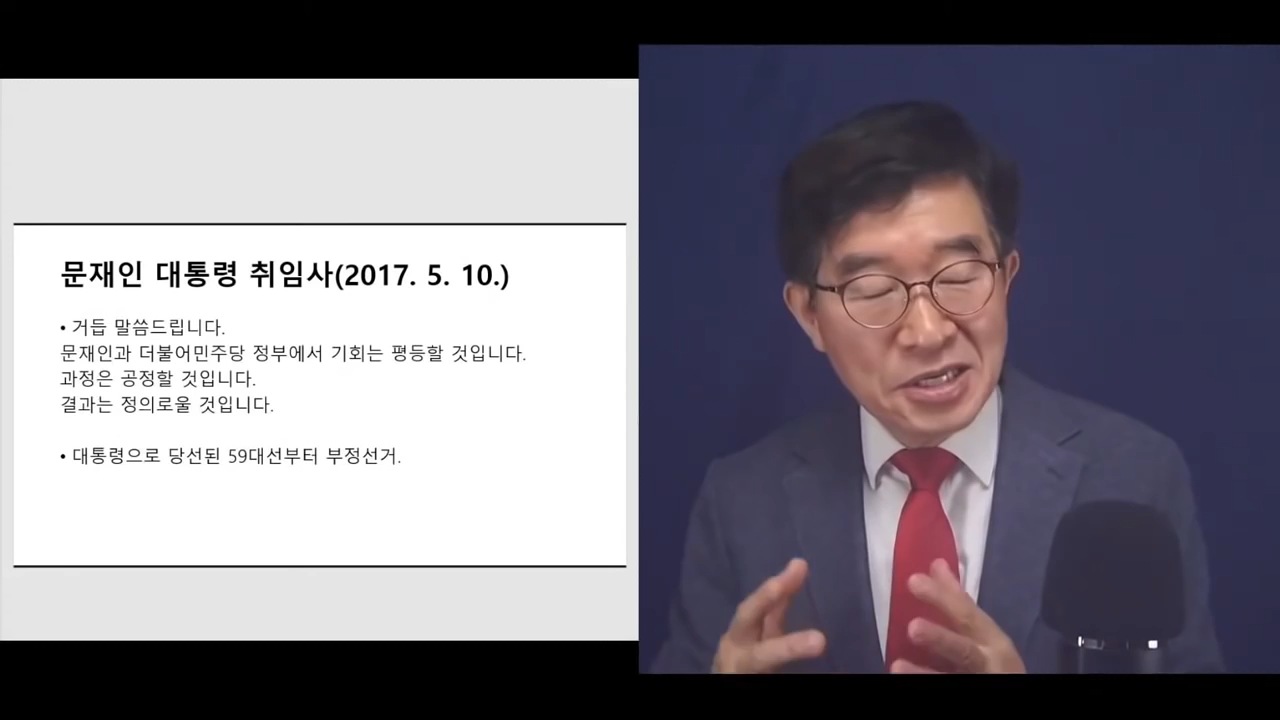 문재인 대통령 취임사(2017. 5. 10.)
• 거듭 말씀드립니다.
문재인과 더불어민주당 정부에서 기회는 평등할 것입니다.
과정은 공정할 것입니다.
결과는 정의로울 것입니다.
• 대통령으로 당선된 59대선부터 부정선거.